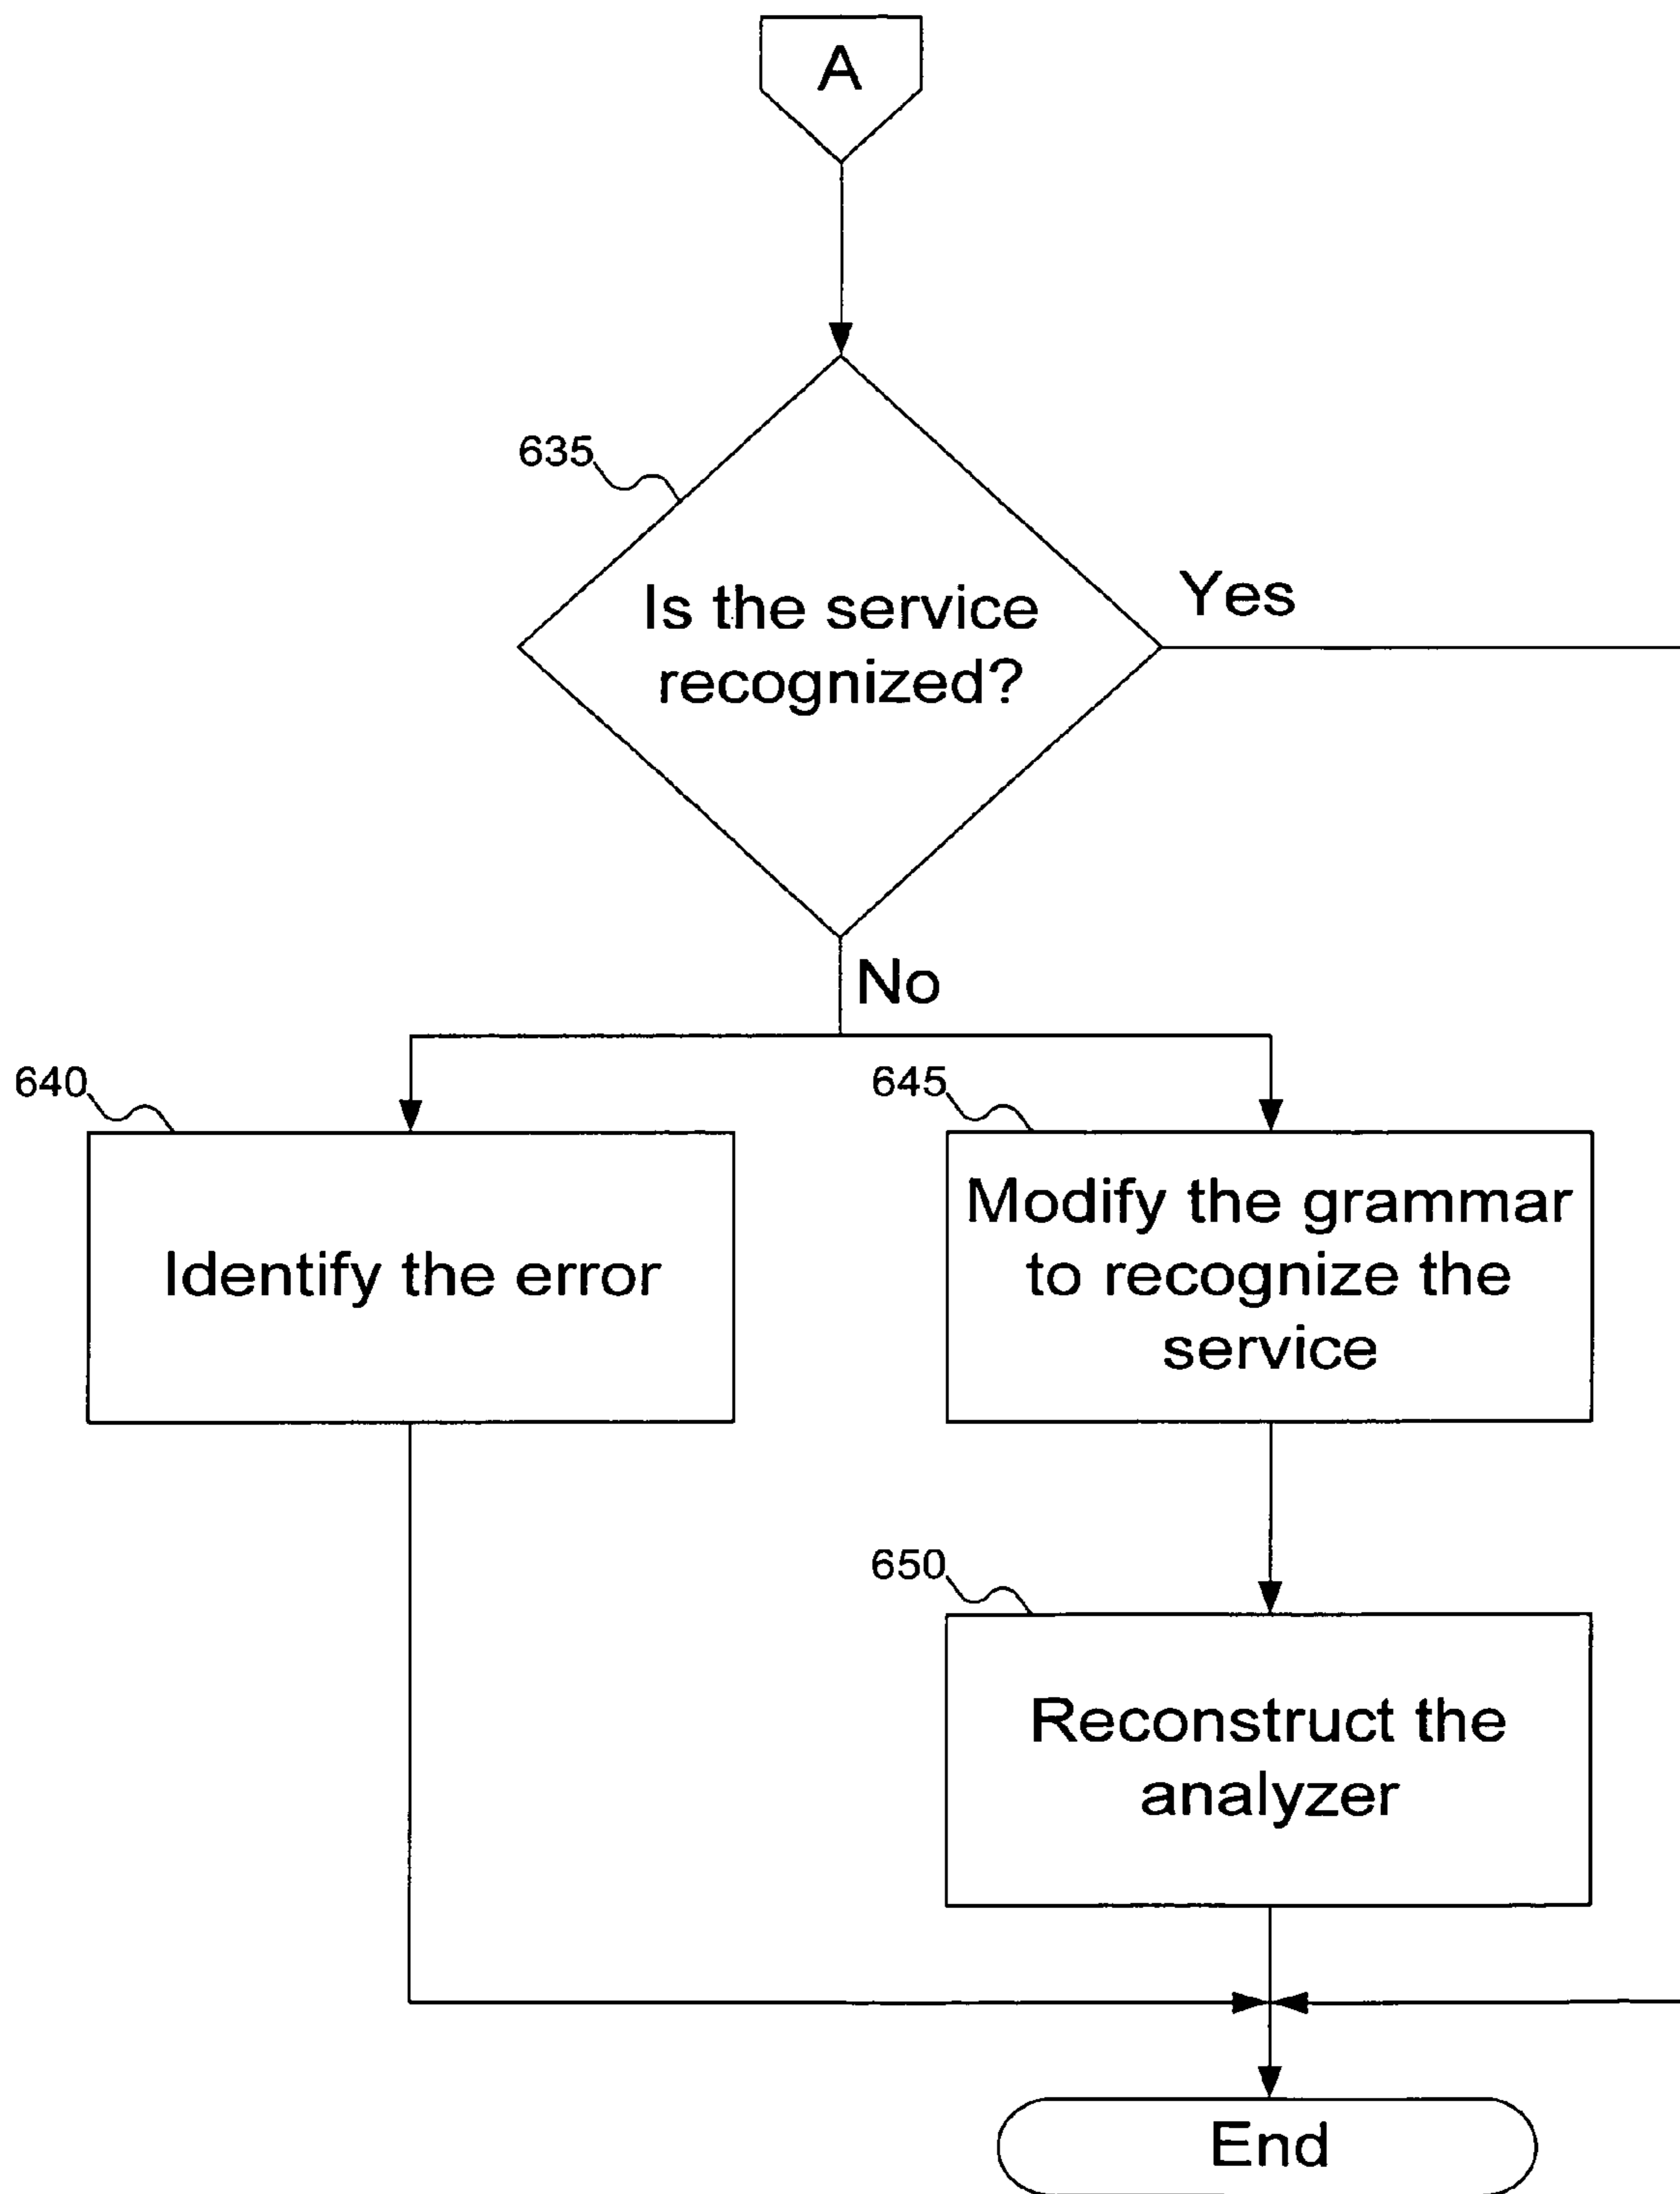 A
635
Is the service
recognized?
Yes
No
640
Identify the error
645
Modify the grammar
to recognize the
service
650
Reconstruct the
analyzer
End